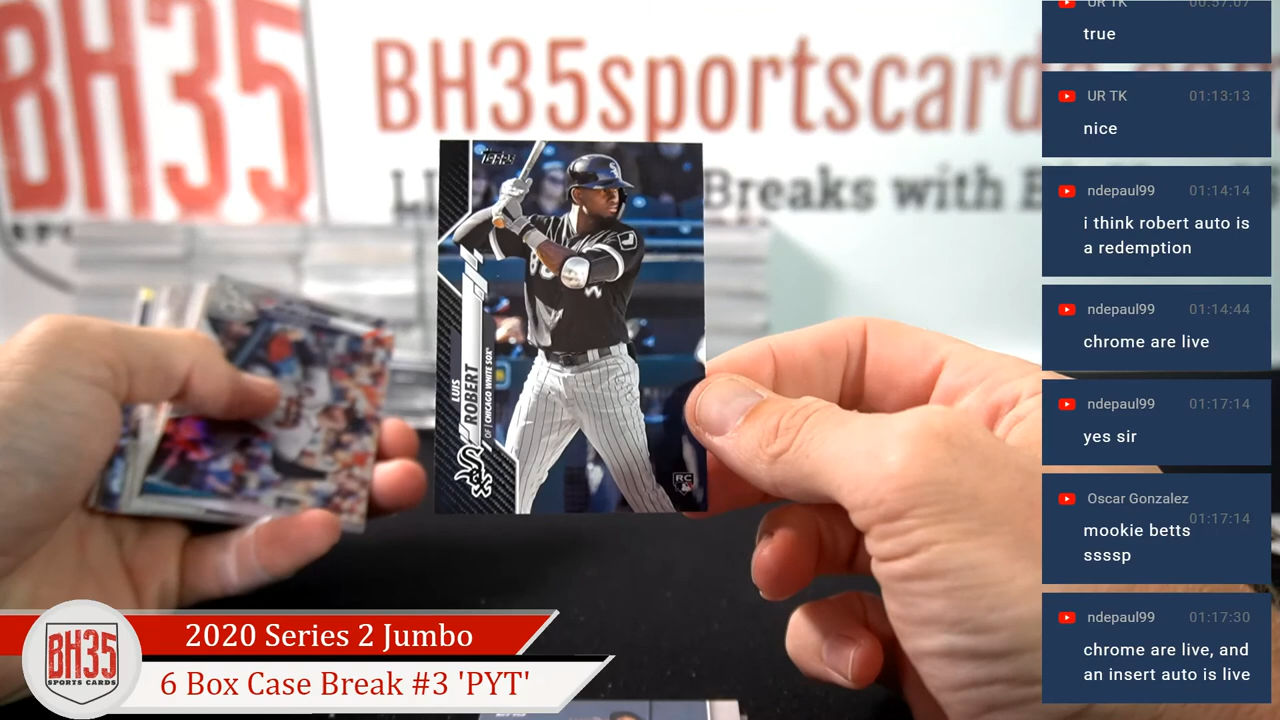 BH35
BH35sportscard
Breaks with
TOPPS
LUIS
ROBERT
OF | CHICAGO WHITE SOX
Sox
RC
UR TK 00:57:07
true
UR TK 01:13:13
nice
ndepaul99 01:14:14
i think robert auto is
a redemption
ndepaul99 01:14:44
chrome are live
ndepaul99 01:17:14
yes sir
Oscar Gonzalez
01:17:14
mookie betts
ssssp
ndepaul99 01:17:30
chrome are live, and
an insert auto is live
BH35
SPORTS CARDS
2020 Series 2 Jumbo
6 Box Case Break #3 'PYT'